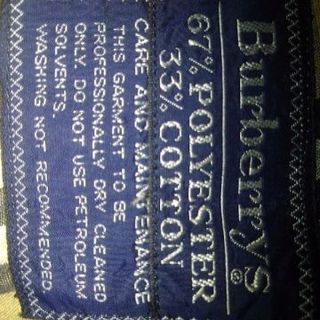 Burberrys®
67% POLYESTER
33% COTTON
CARE AND MAINTENANCE
THIS GARMENT TO BE
PROFESSIONALLY DRY CLEANED
ONLY. DO NOT USE PETROLEUM
SOLVENTS.
WASHING NOT RECOMMENDED.